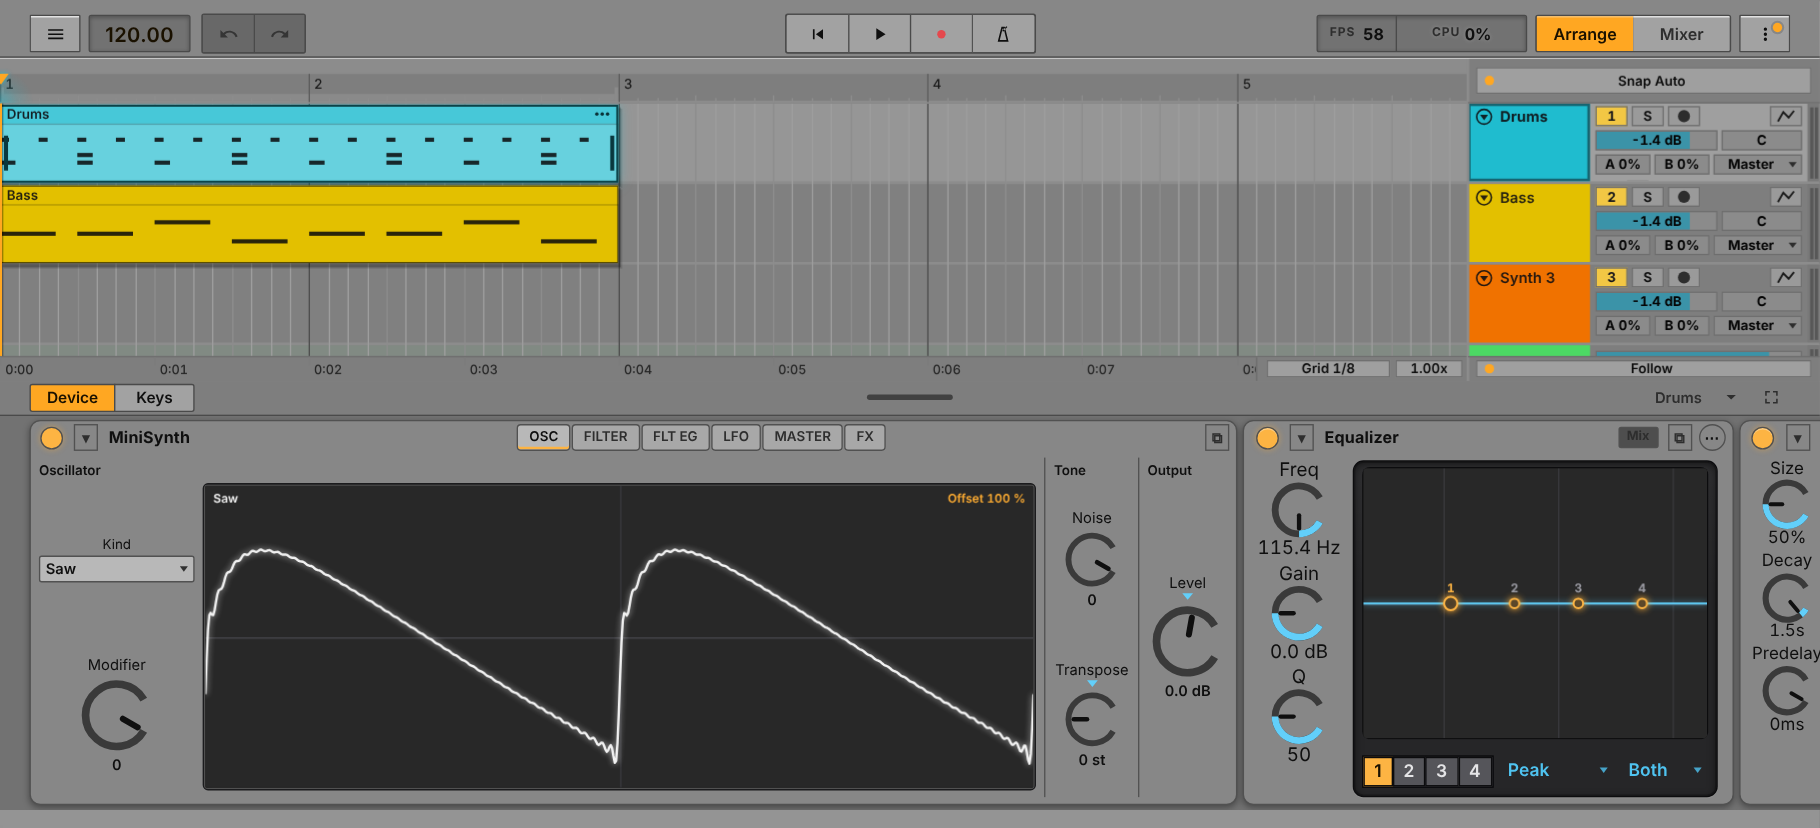 120.00
FPS 58
CPU 0%
Arrange
Mixer
1
2
3
4
5
Snap Auto
Drums
Drums
1
S
-1.4 dB
C
A 0%
B 0%
Master
Bass
Bass
2
S
-1.4 dB
C
A 0%
B 0%
Master
Synth 3
3
S
-1.4 dB
C
A 0%
B 0%
Master
0:00
0:01
0:02
0:03
0:04
0:05
0:06
0:07
Grid 1/8
1.00x
Follow
Device
Keys
Drums
MiniSynth
OSC
FILTER
FLT EG
LFO
MASTER
FX
Oscillator
Kind
Saw
Modifier
0
Saw
Offset 100 %
Tone
Noise
0
Transpose
0 st
Output
Level
0.0 dB
Equalizer
Mix
Freq
115.4 Hz
Gain
0.0 dB
Q
50
1
2
3
4
1
2
3
4
Peak
Both
Size
50%
Decay
1.5s
Predelay
0ms